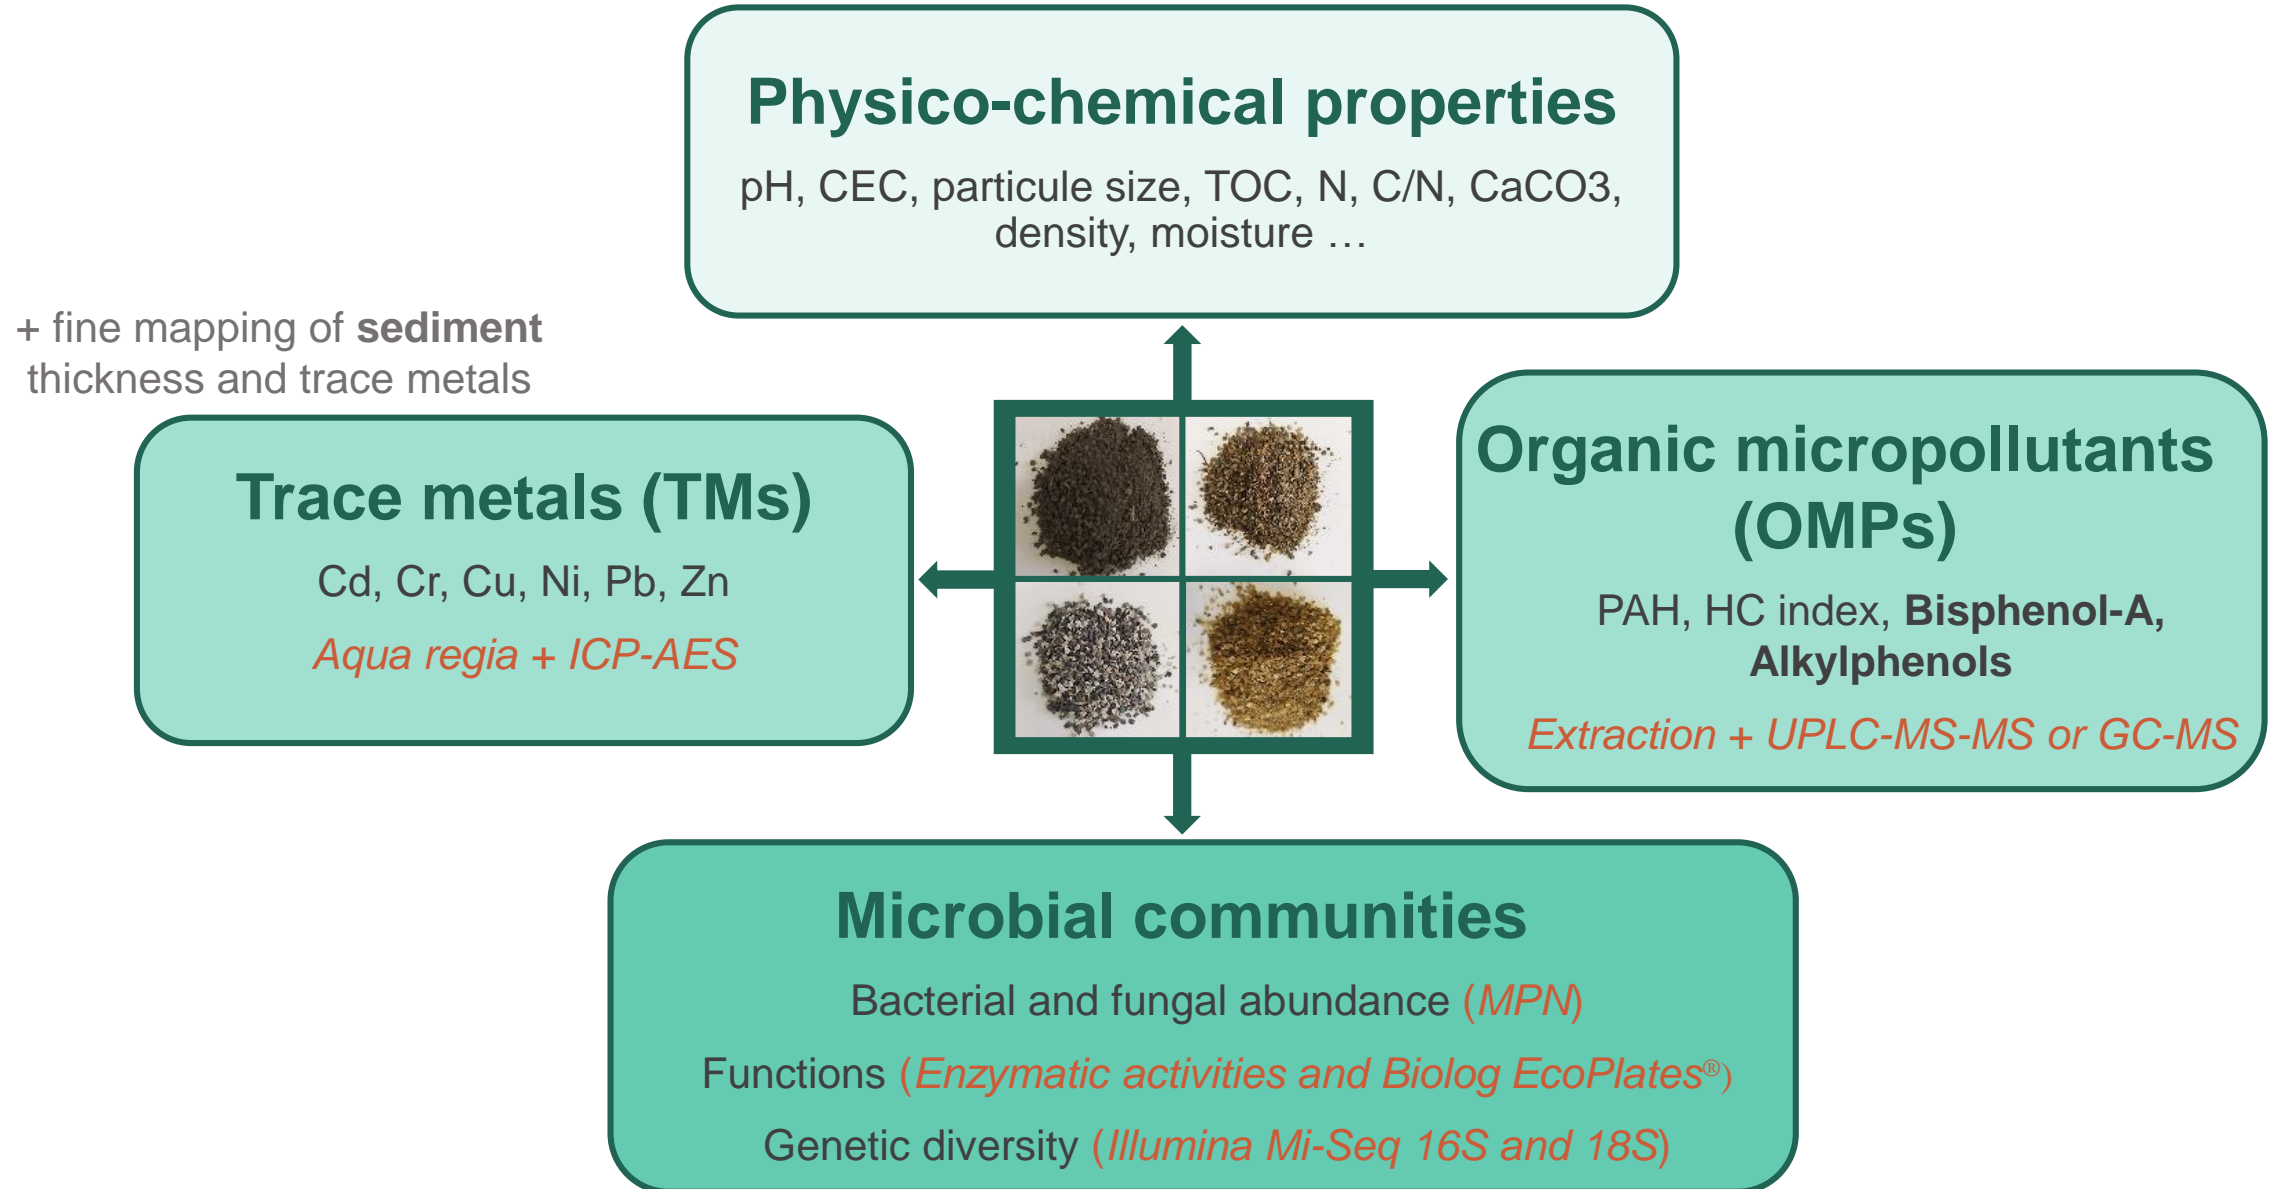 Physico-chemical properties
pH, CEC, particule size, TOC, N, C/N, CaCO3,
density, moisture …
+ fine mapping of sediment
thickness and trace metals
Trace metals (TMs)
Cd, Cr, Cu, Ni, Pb, Zn
Aqua regia + ICP-AES
Organic micropollutants
(OMPs)
PAH, HC index, Bisphenol-A,
Alkylphenols
Extraction + UPLC-MS-MS or GC-MS
Microbial communities
Bacterial and fungal abundance (MPN)
Functions (Enzymatic activities and Biolog EcoPlates®)
Genetic diversity (Illumina Mi-Seq 16S and 18S)